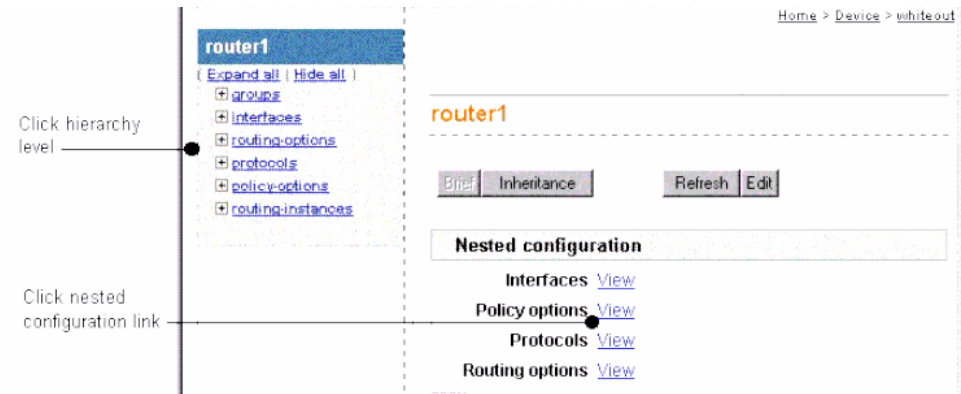 Home > Device > whiteout
router1
( Expand all | Hide all )
groups
interfaces
routing-options
protocols
policy-options
routing-instances
Click hierarchy
level
router1
Brief Inheritance Refresh Edit
Nested configuration
Interfaces View
Policy options View
Protocols View
Routing options View
Click nested
configuration link